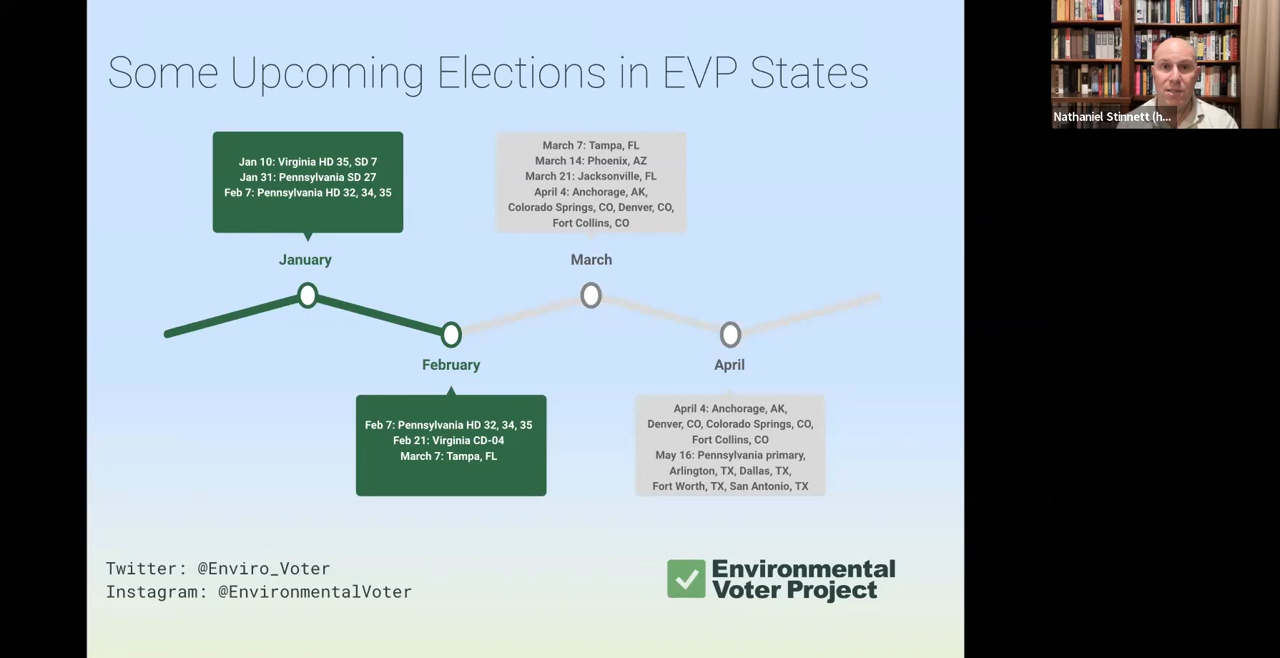 Some Upcoming Elections in EVP States
Nathaniel Stinnett (h...
Jan 10: Virginia HD 35, SD 7
Jan 31: Pennsylvania SD 27
Feb 7: Pennsylvania HD 32, 34, 35
March 7: Tampa, FL
March 14: Phoenix, AZ
March 21: Jacksonville, FL
April 4: Anchorage, AK,
Colorado Springs, CO, Denver, CO,
Fort Collins, CO
January
March
February
April
Feb 7: Pennsylvania HD 32, 34, 35
Feb 21: Virginia CD-04
March 7: Tampa, FL
April 4: Anchorage, AK,
Denver, CO, Colorado Springs, CO,
Fort Collins, CO
May 16: Pennsylvania primary,
Arlington, TX, Dallas, TX,
Fort Worth, TX, San Antonio, TX
Twitter: @Enviro_Voter
Instagram: @EnvironmentalVoter
Environmental
Voter Project